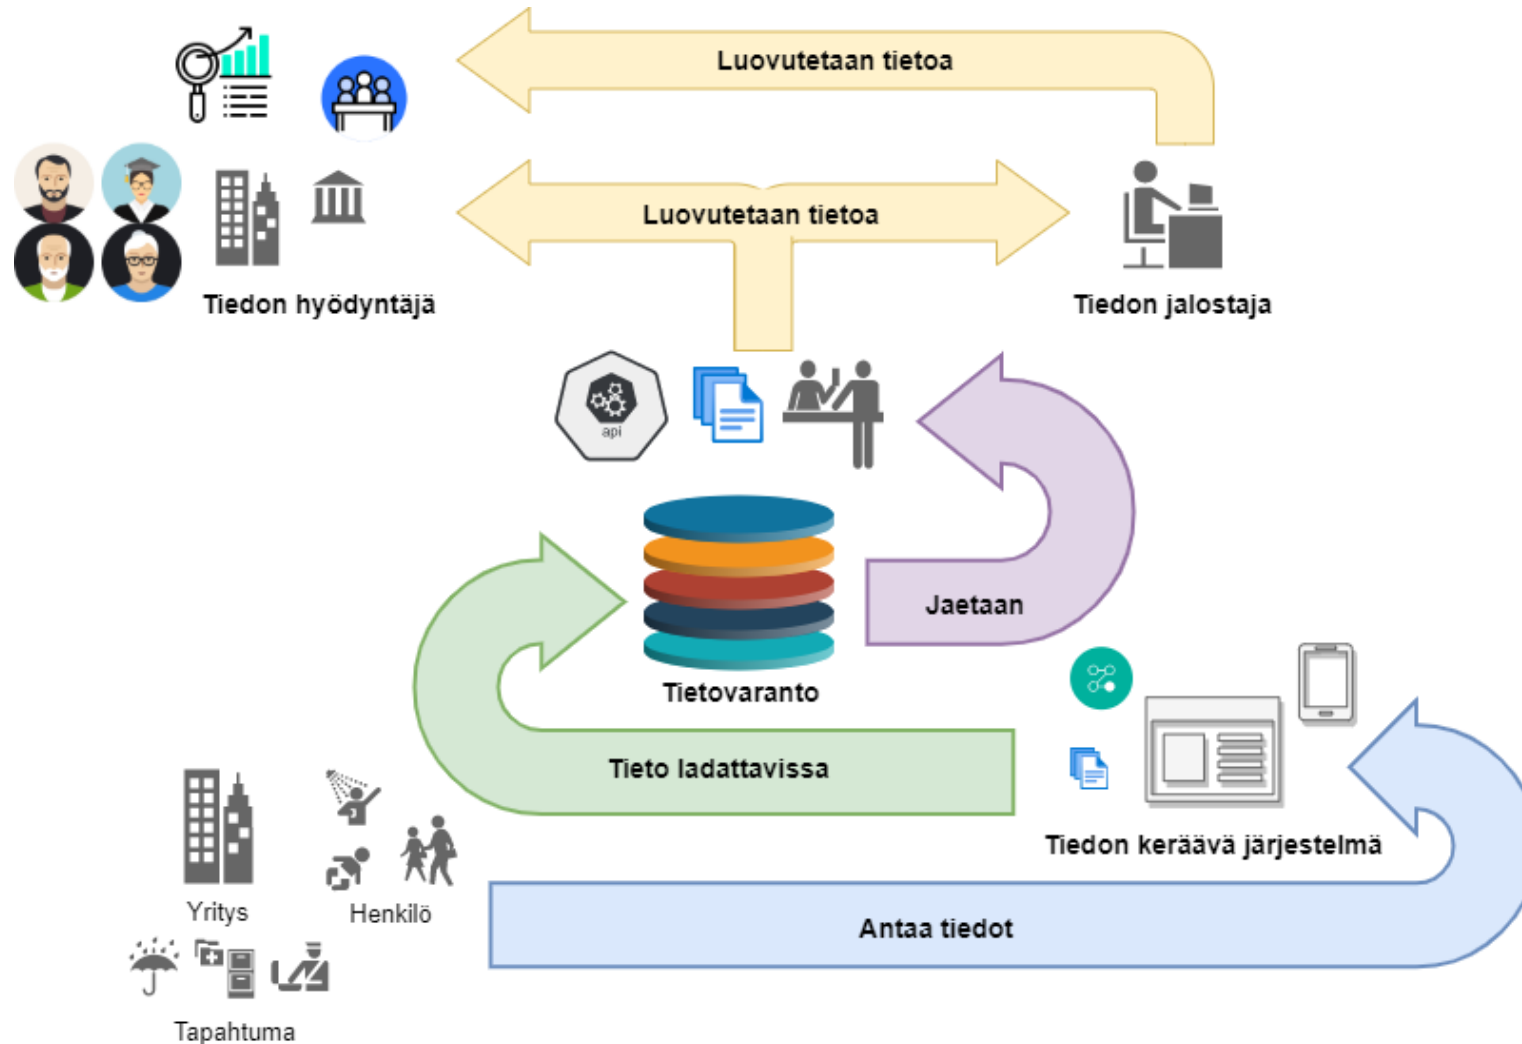 Luovutetaan tietoa
Luovutetaan tietoa
Tiedon hyödyntäjä
Tiedon jalostaja
api
Jaetaan
Tietovaranto
Tieto ladattavissa
Tiedon keräävä järjestelmä
Yritys
Henkilö
Antaa tiedot
Tapahtuma